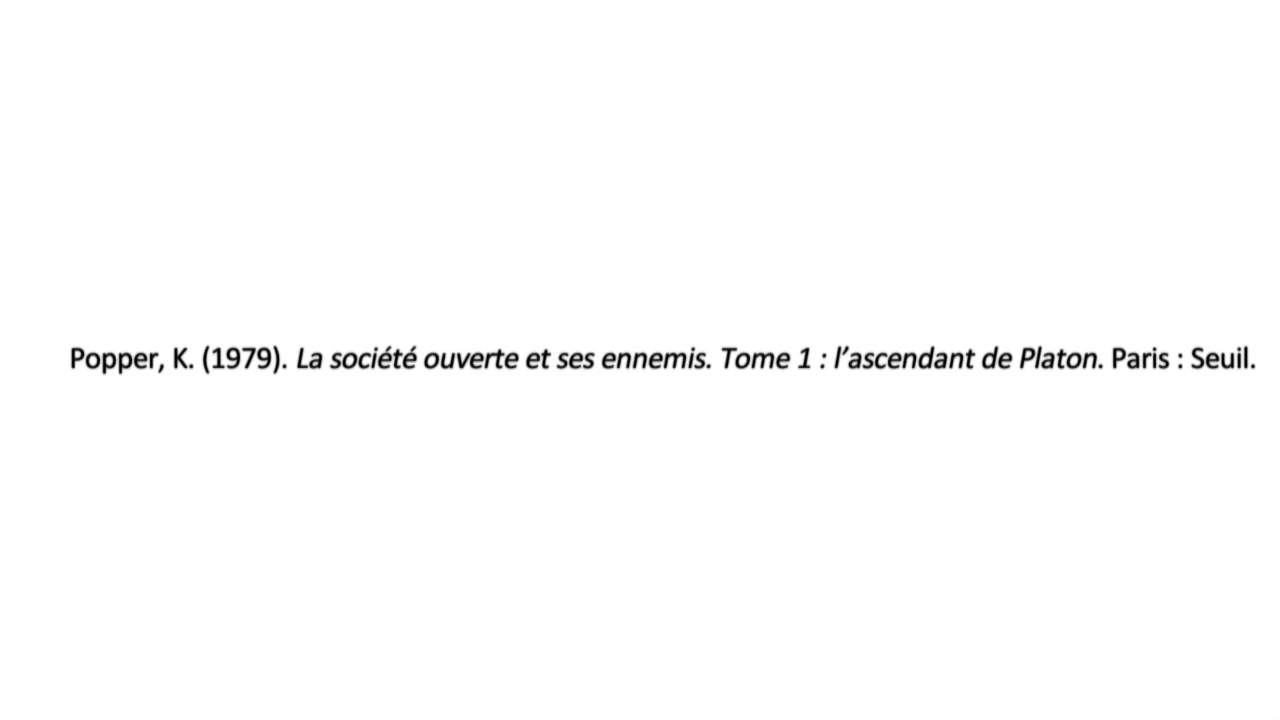 Popper, K. (1979). La société ouverte et ses ennemis. Tome 1 : l’ascendant de Platon. Paris : Seuil.